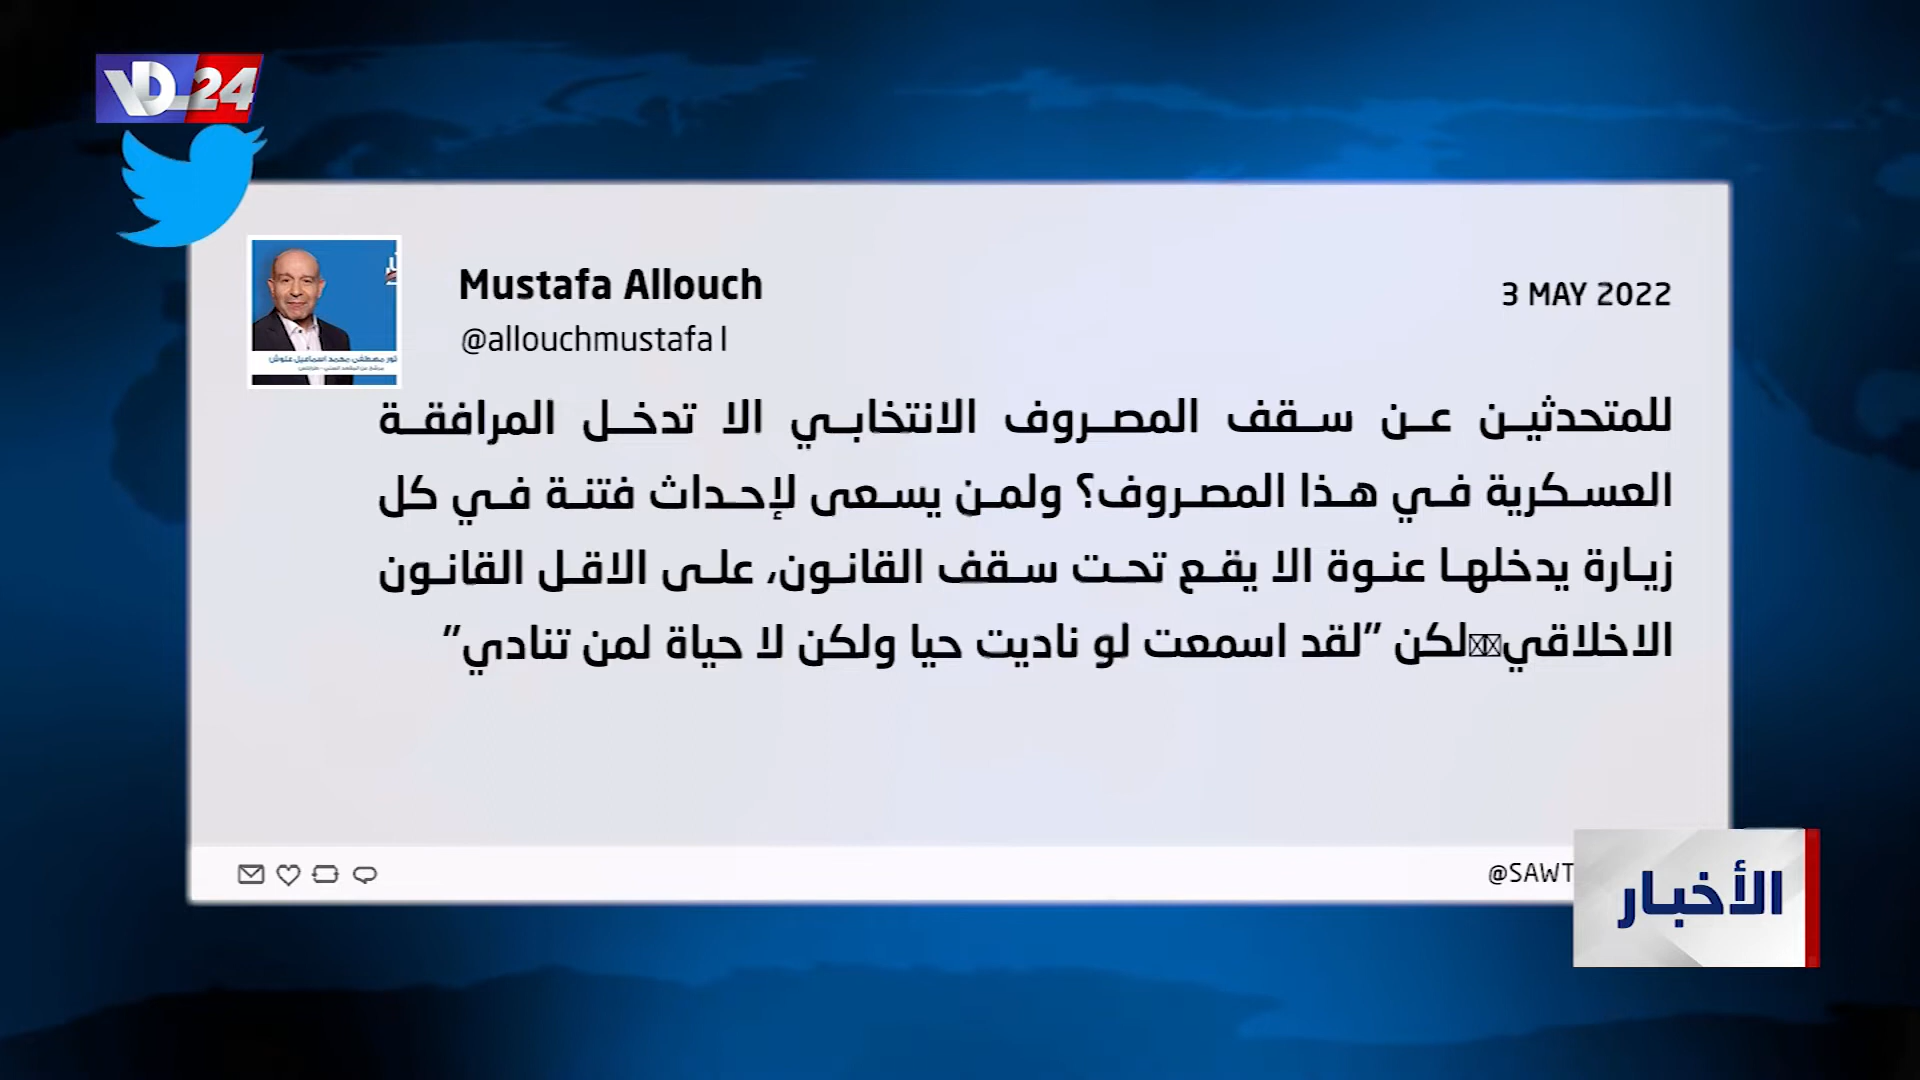 VDL24
Mustafa Allouch
3 MAY 2022
@allouchmustafa1
للمتحدثين عن سقف المصروف الانتخابي الا تدخل المرافقة
العسكرية في هذا المصروف؟ ولمن يسعى لإحداث فتنة في كل
زيارة يدخلها عنوة الا يقع تحت سقف القانون، على الاقل القانون
الاخلاقي لكن "لقد اسمعت لو ناديت حيا ولكن لا حياة لمن تنادي"
@SAWT
الأخبار